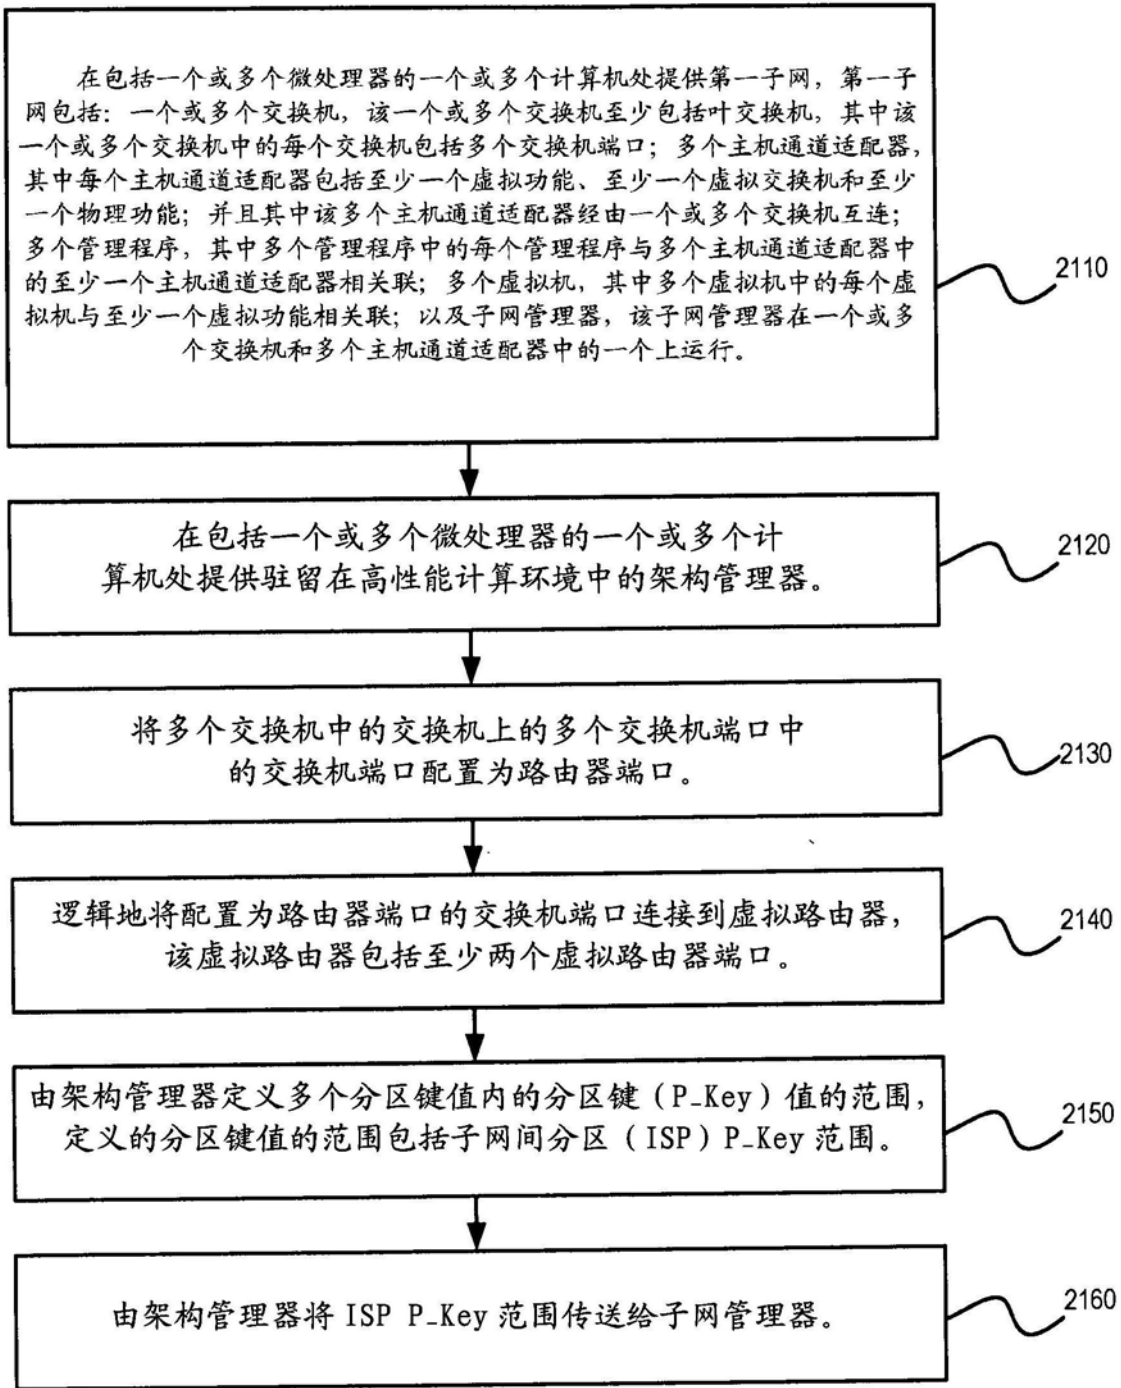 在包括一个或多个微处理器的一个或多个计算机处提供第一子网，第一子
网包括：一个或多个交换机，该一个或多个交换机至少包括叶交换机，其中该
一个或多个交换机中的每个交换机包括多个交换机端口；多个主机通道适配器，
其中每个主机通道适配器包括至少一个虚拟功能、至少一个虚拟交换机和至少
一个物理功能；并且其中该多个主机通道适配器经由一个或多个交换机互连；
多个管理程序，其中多个管理程序中的每个管理程序与多个主机通道适配器中
的至少一个主机通道适配器相关联；多个虚拟机，其中多个虚拟机中的每个虚
拟机与至少一个虚拟功能相关联；以及子网管理器，该子网管理器在一个或多
个交换机和多个主机通道适配器中的一个上运行。
2110
在包括一个或多个微处理器的一个或多个计
算机处提供驻留在高性能计算环境中的架构管理器。
2120
将多个交换机中的交换机上的多个交换机端口中
的交换机端口配置为路由器端口。
2130
逻辑地将配置为路由器端口的交换机端口连接到虚拟路由器，
该虚拟路由器包括至少两个虚拟路由器端口。
2140
由架构管理器定义多个分区键值内的分区键（P_Key）值的范围，
定义的分区键值的范围包括子网间分区（ISP）P_Key 范围。
2150
由架构管理器将 ISP P_Key 范围传送给子网管理器。
2160